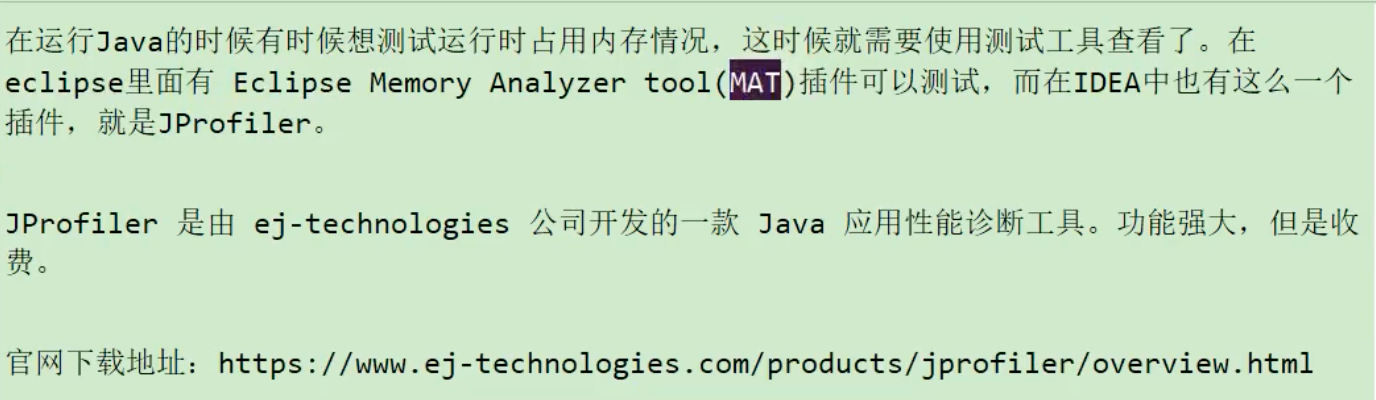 在运行Java的时候有时候想测试运行时占用内存情况，这时候就需要使用测试工具查看了。在
eclipse里面有 Eclipse Memory Analyzer tool(MAT)插件可以测试，而在IDEA中也有这么一个
插件，就是JProfiler。
JProfiler 是由 ej-technologies 公司开发的一款 Java 应用性能诊断工具。功能强大，但是收
费。
官网下载地址：https://www.ej-technologies.com/products/jprofiler/overview.html